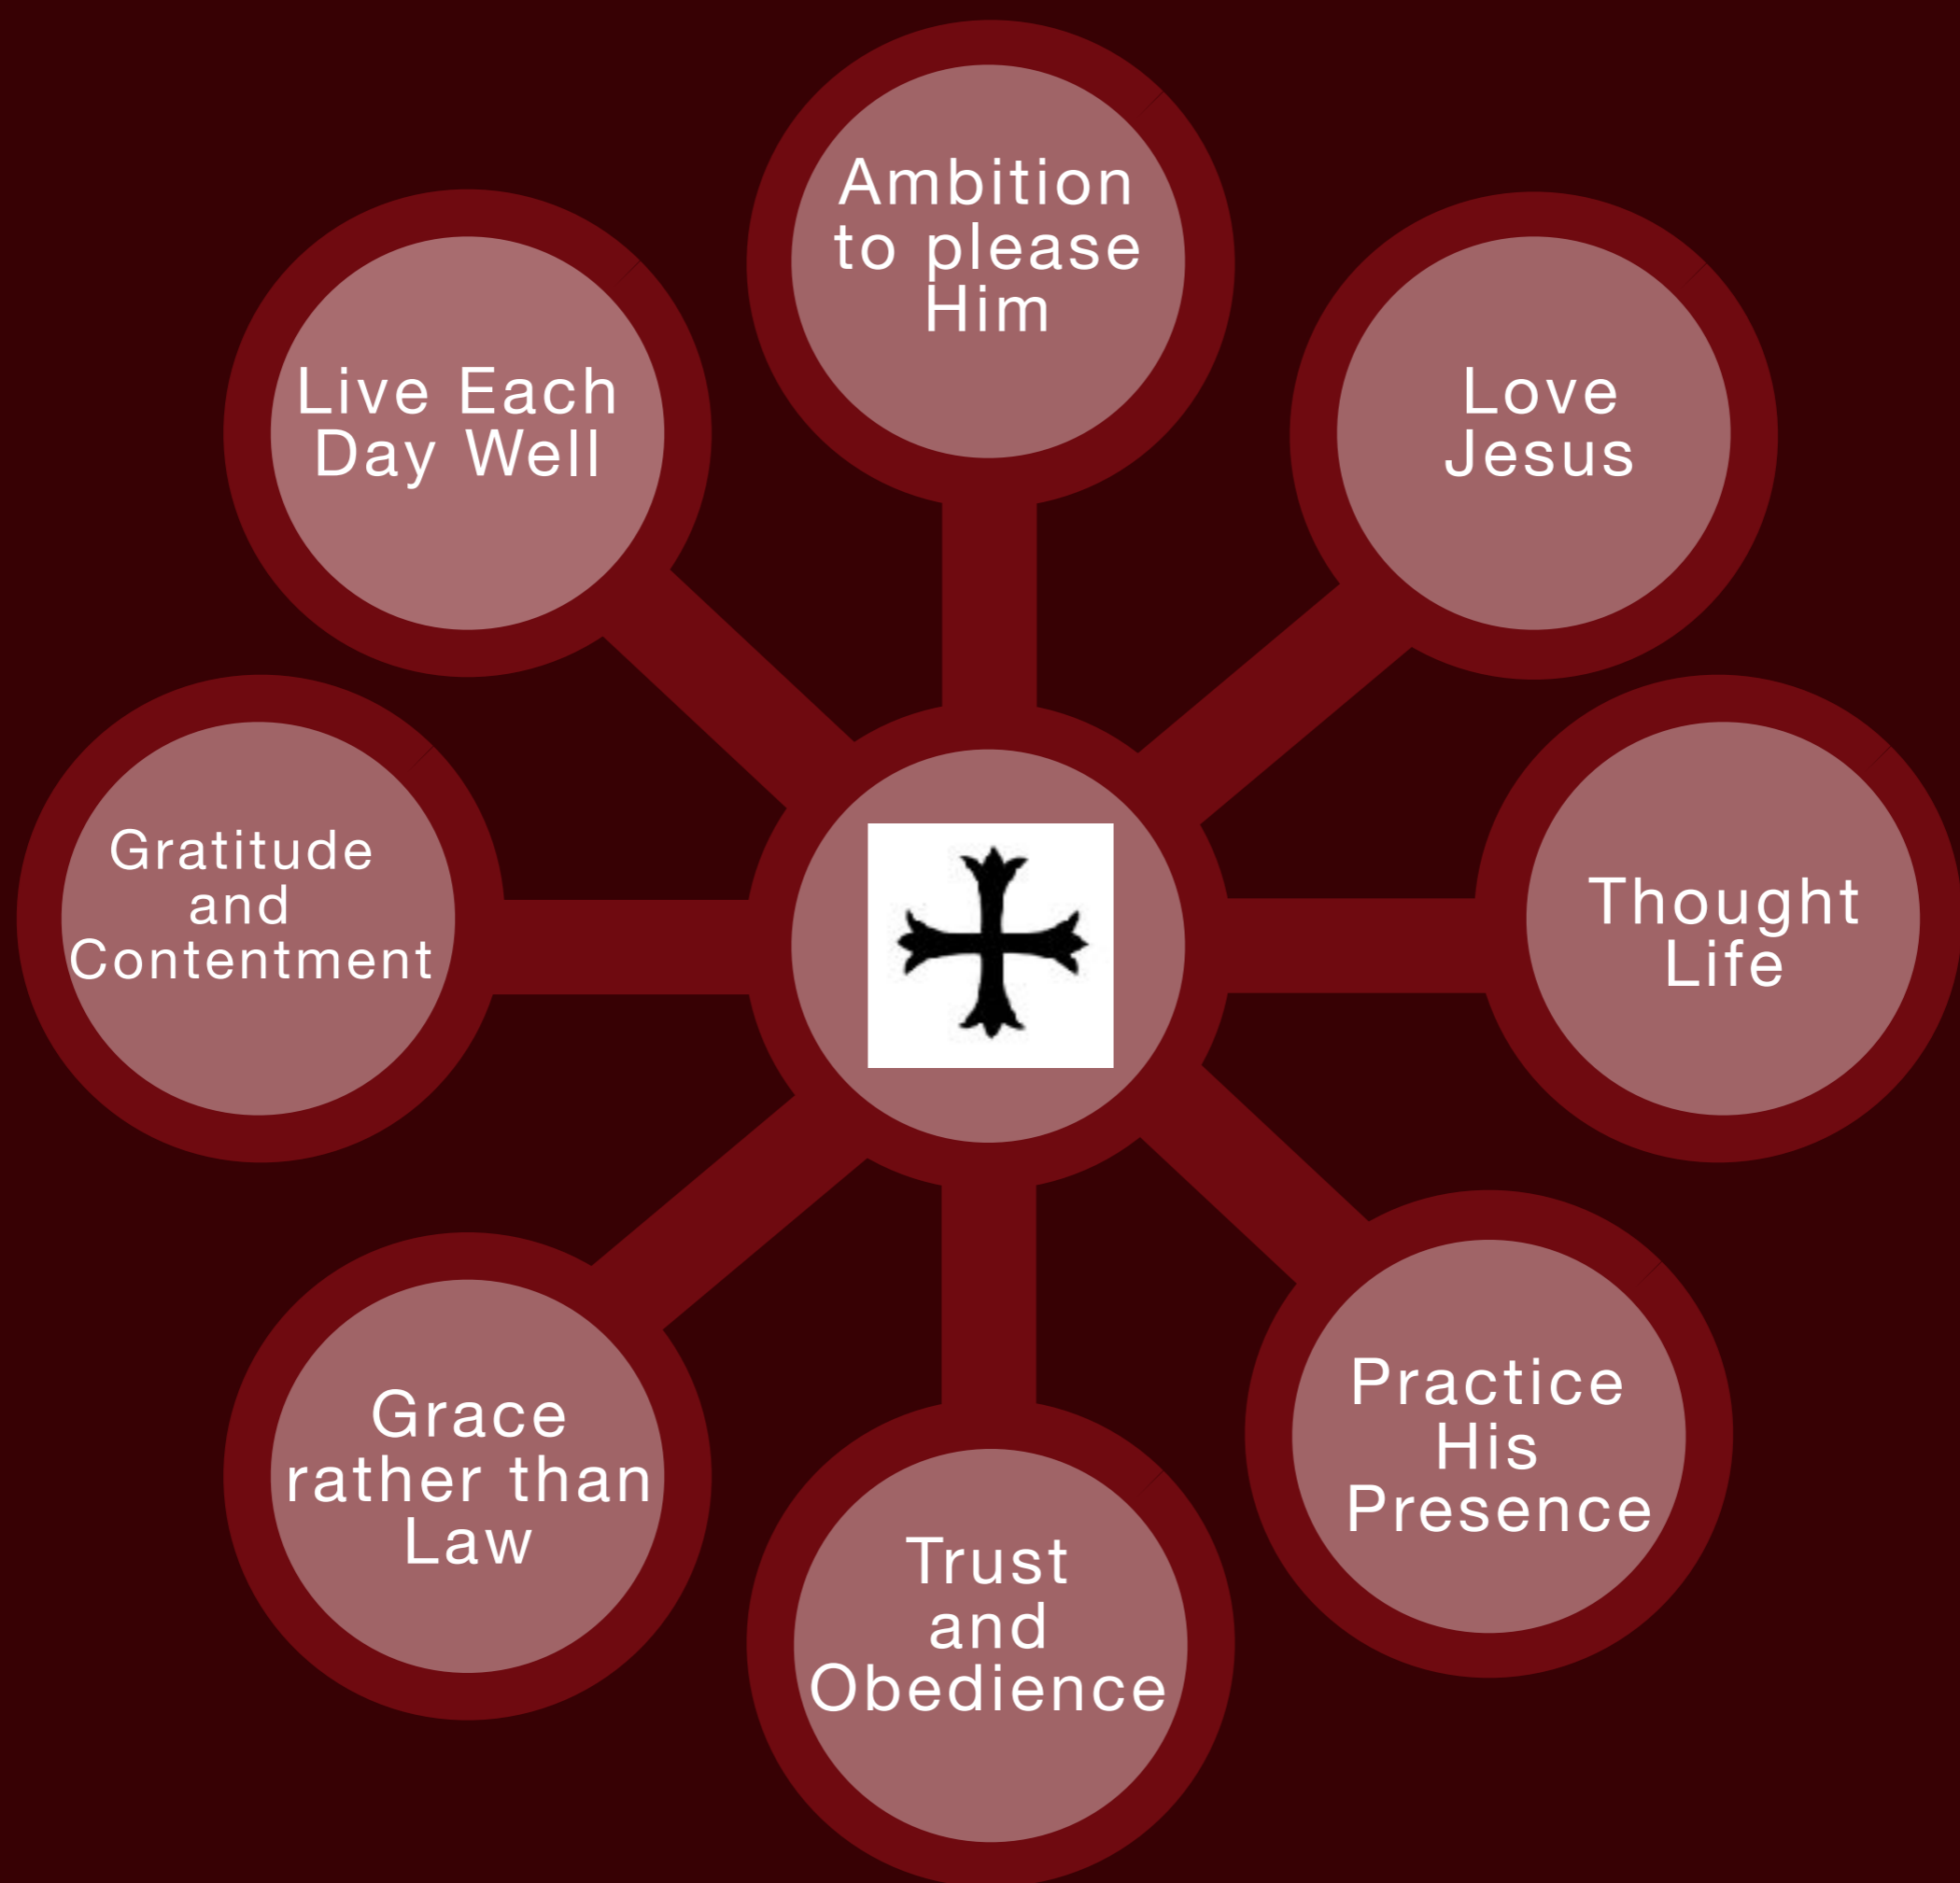 Ambition
to please
Him
Love
Jesus
Thought
Life
Practice
His
Presence
Trust
and
Obedience
Grace
rather than
Law
Gratitude
and
Contentment
Live Each
Day Well